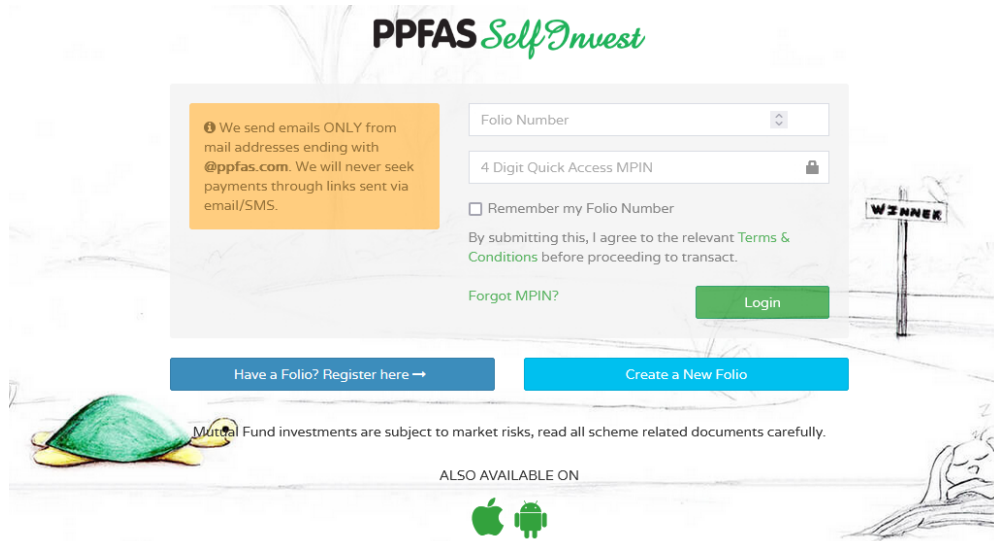 PPFAS SelfInvest
We send emails ONLY from
mail addresses ending with
@ppfas.com. We will never seek
payments through links sent via
email/SMS.
Folio Number
4 Digit Quick Access MPIN
Remember my Folio Number
By submitting this, I agree to the relevant Terms &
Conditions before proceeding to transact.
Forgot MPIN?
Login
WINNER
Have a Folio? Register here →
Create a New Folio
Mutual Fund investments are subject to market risks, read all scheme related documents carefully.
Z
ALSO AVAILABLE ON